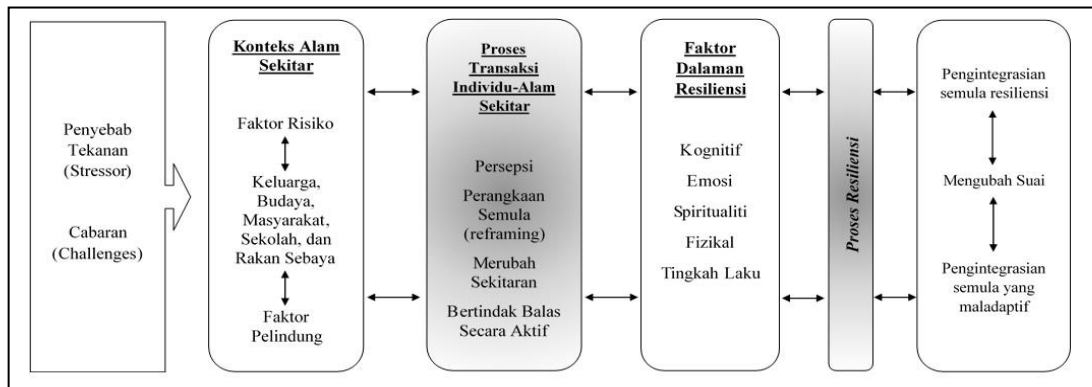 Penyebab
Tekanan
(Stressor)
Cabaran
(Challenges)
Konteks Alam
Sekitar
Faktor Risiko
Keluarga,
Budaya,
Masyarakat,
Sekolah, dan
Rakan Sebaya
Faktor
Pelindung
Proses
Transaksi
Individu-Alam
Sekitar
Persepsi
Perangkaan
Semula
(reframing)
Merubah
Sekitaran
Bertindak Balas
Secara Aktif
Faktor
Dalaman
Resiliensi
Kognitif
Emosi
Spiritualiti
Fizikal
Tingkah Laku
Proses Resiliensi
Pengintegrasian
semula resiliensi
Mengubah Suai
Pengintegrasian
semula yang
maladaptif